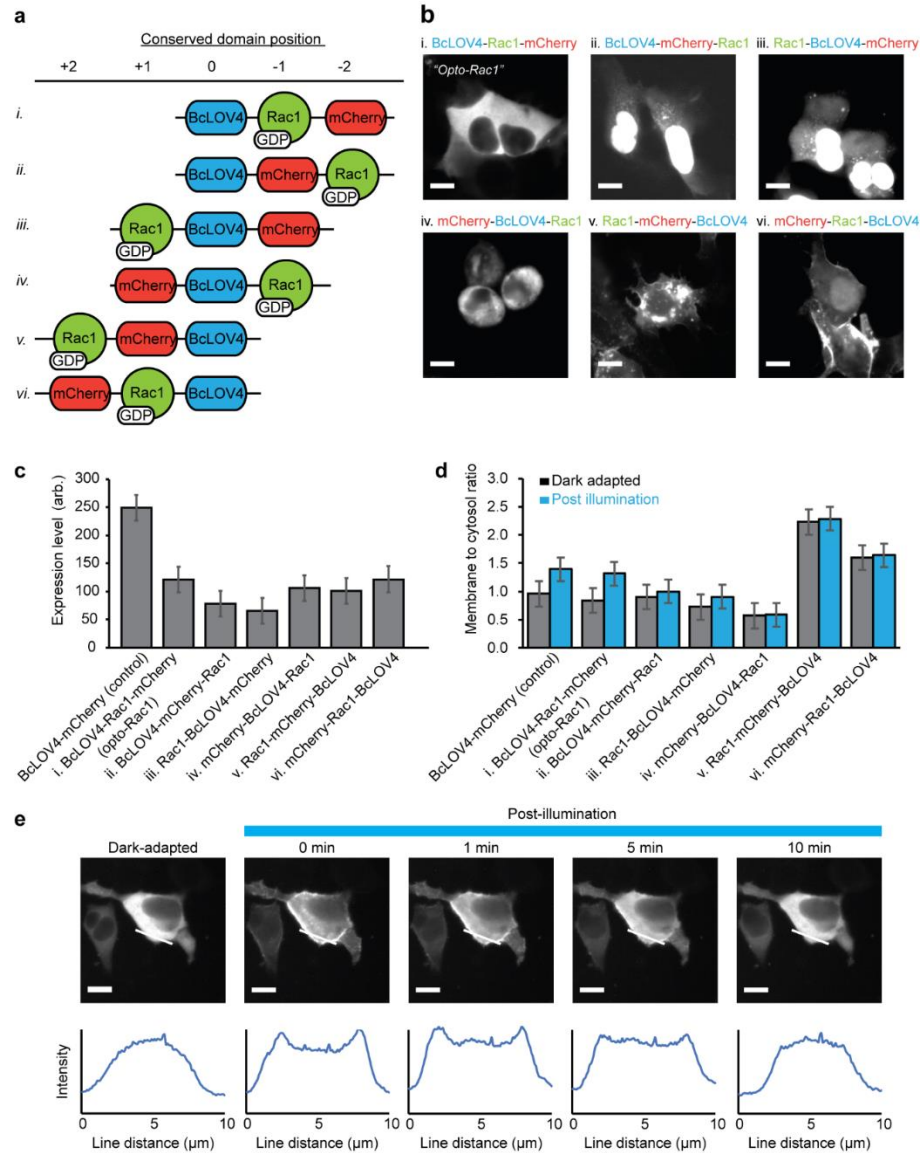 a
Conserved domain position
+2 +1 0 -1 -2
i. BcLOV4 Rac1 GDP mCherry
ii. BcLOV4 mCherry Rac1 GDP
iii. Rac1 GDP BcLOV4 mCherry
iv. mCherry BcLOV4 Rac1 GDP
v. Rac1 GDP mCherry BcLOV4
vi. mCherry Rac1 GDP BcLOV4
b
i. BcLOV4-Rac1-mCherry
"Opto-Rac1"
ii. BcLOV4-mCherry-Rac1
iii. Rac1-BcLOV4-mCherry
iv. mCherry-BcLOV4-Rac1
v. Rac1-mCherry-BcLOV4
vi. mCherry-Rac1-BcLOV4
c
Expression level (arb.)
300
250
200
150
100
50
0
BcLOV4-mCherry (control)
i. BcLOV4-Rac1-mCherry
(opto-Rac1)
ii. BcLOV4-mCherry-Rac1
iii. Rac1-BcLOV4-mCherry
iv. mCherry-BcLOV4-Rac1
v. Rac1-mCherry-BcLOV4
vi. mCherry-Rac1-BcLOV4
d
Membrane to cytosol ratio
3.0
2.5
2.0
1.5
1.0
0.5
0.0
Dark adapted
Post illumination
BcLOV4-mCherry (control)
i. BcLOV4-Rac1-mCherry
(opto-Rac1)
ii. BcLOV4-mCherry-Rac1
iii. Rac1-BcLOV4-mCherry
iv. mCherry-BcLOV4-Rac1
v. Rac1-mCherry-BcLOV4
vi. mCherry-Rac1-BcLOV4
e
Post-illumination
Dark-adapted 0 min 1 min 5 min 10 min
Intensity
0 5 10 0 5 10 0 5 10 0 5 10 0 5 10
Line distance (µm) Line distance (µm) Line distance (µm) Line distance (µm) Line distance (µm)